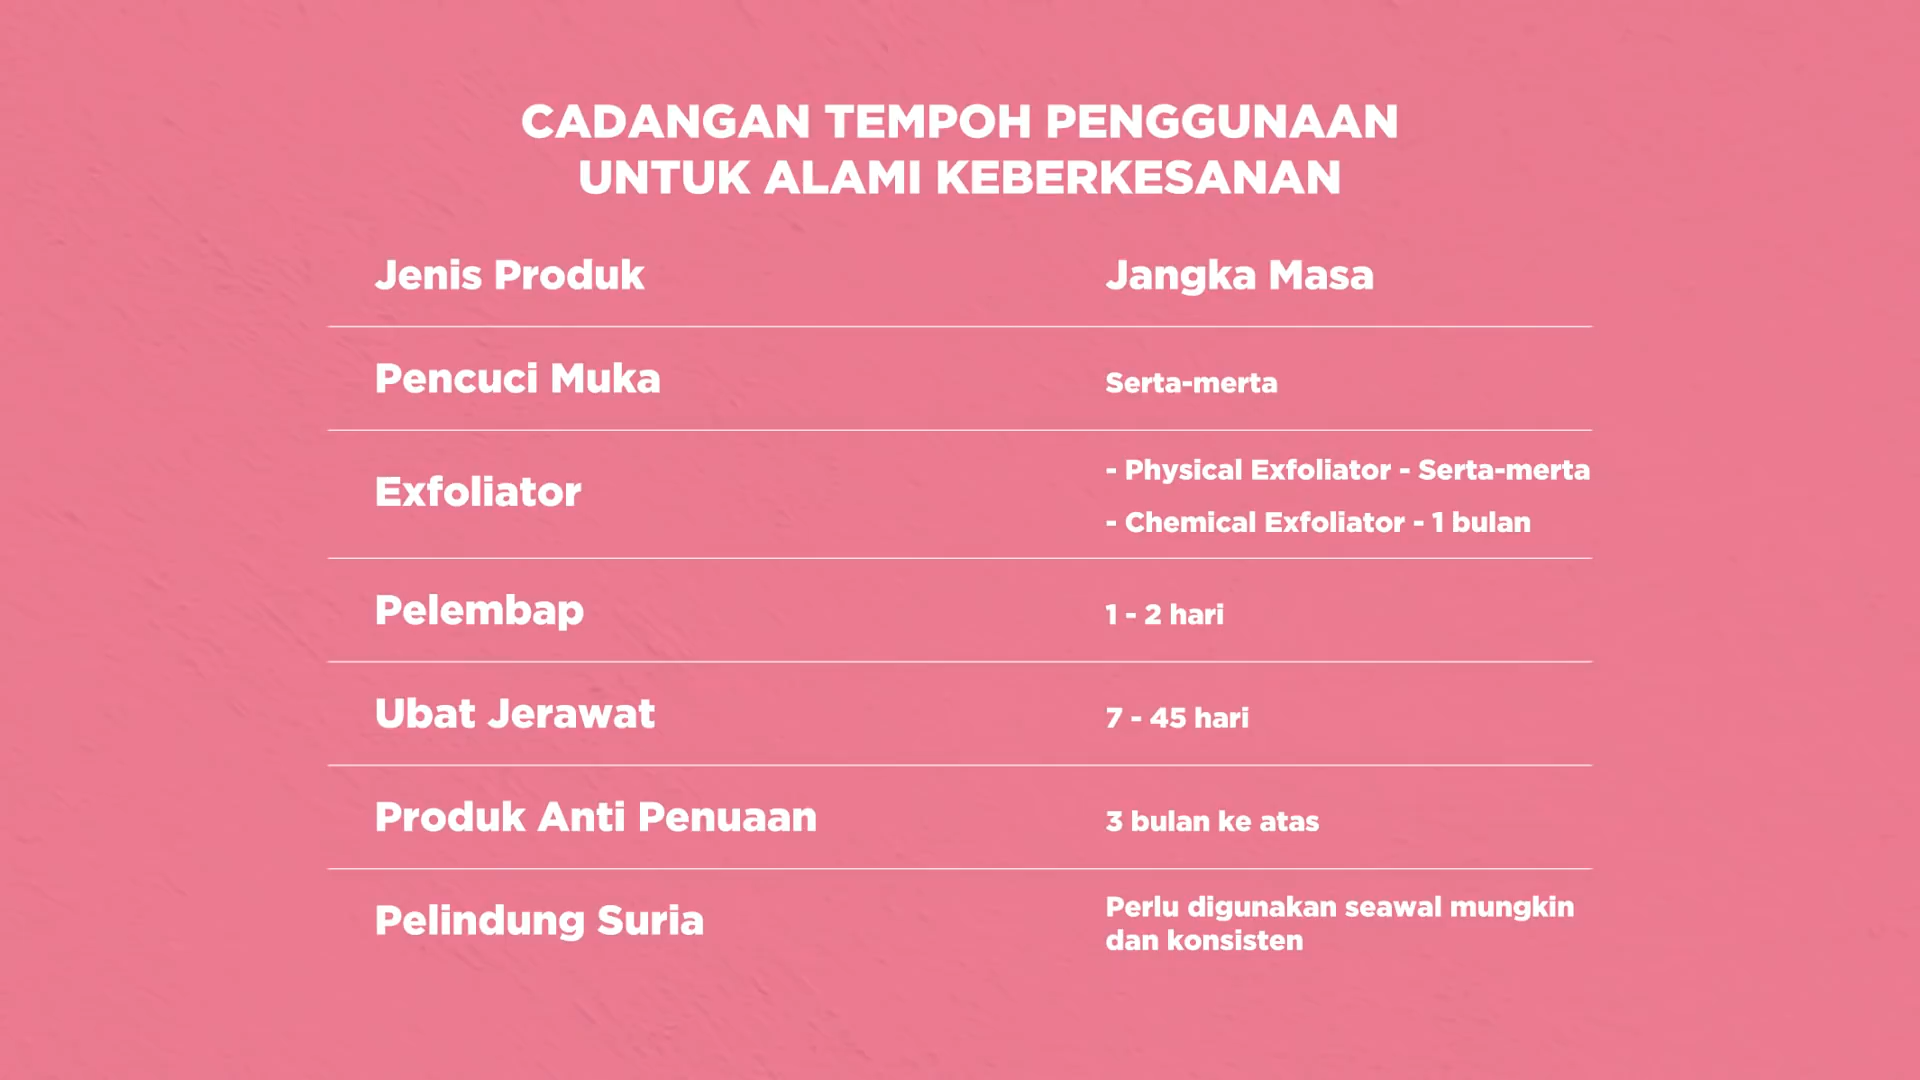 CADANGAN TEMPOH PENGGUNAAN
UNTUK ALAMI KEBERKESANAN
Jenis Produk
Jangka Masa
Pencuci Muka
Serta-merta
Exfoliator
- Physical Exfoliator - Serta-merta
- Chemical Exfoliator - 1 bulan
Pelembap
1 - 2 hari
Ubat Jerawat
7 - 45 hari
Produk Anti Penuaan
3 bulan ke atas
Pelindung Suria
Perlu digunakan seawal mungkin
dan konsisten